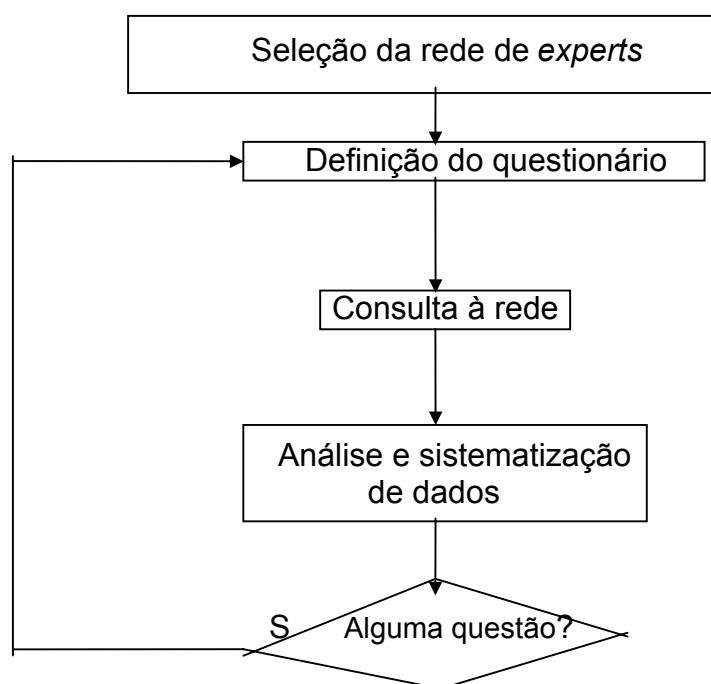 Seleção da rede de experts
Definição do questionário
Consulta à rede
Análise e sistematização
de dados
S
Alguma questão?